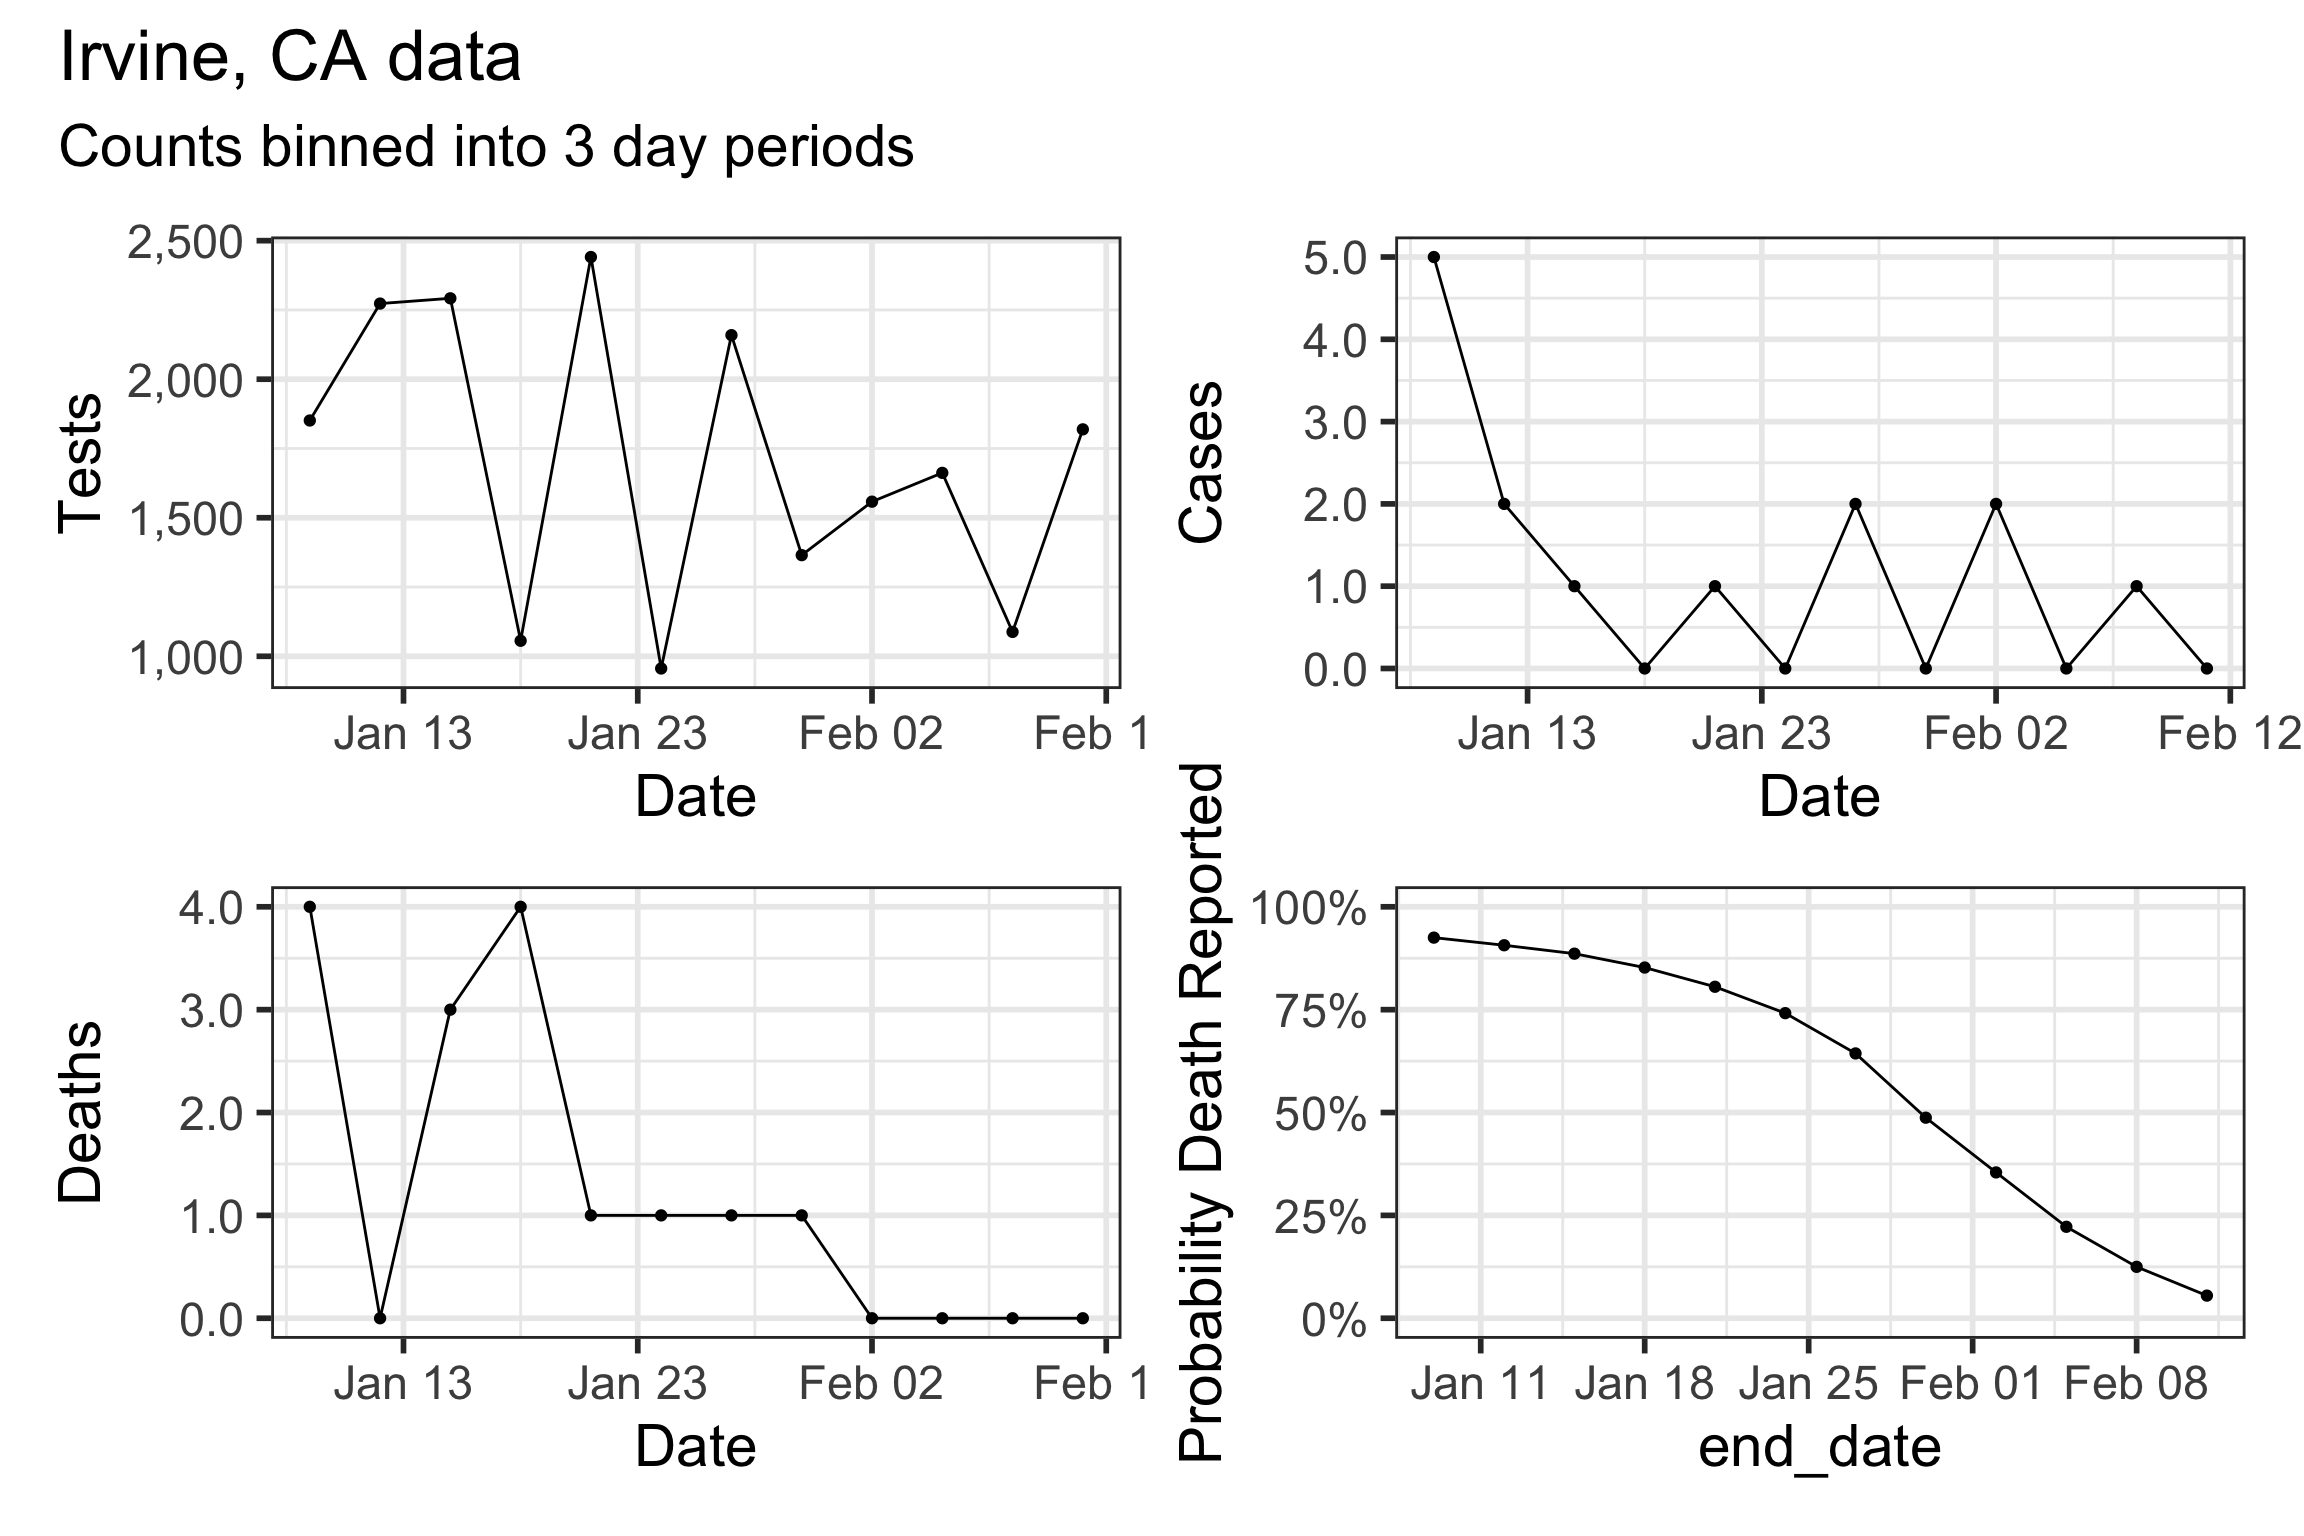 Irvine, CA data
Counts binned into 3 day periods
Tests
2,500
2,000
1,500
1,000
Jan 13 Jan 23 Feb 02 Feb 1
Date
Cases
5.0
4.0
3.0
2.0
1.0
0.0
Jan 13 Jan 23 Feb 02 Feb 12
Date
Deaths
4.0
3.0
2.0
1.0
0.0
Jan 13 Jan 23 Feb 02 Feb 1
Date
Probability Death Reported
100%
75%
50%
25%
0%
Jan 11 Jan 18 Jan 25 Feb 01 Feb 08
end_date